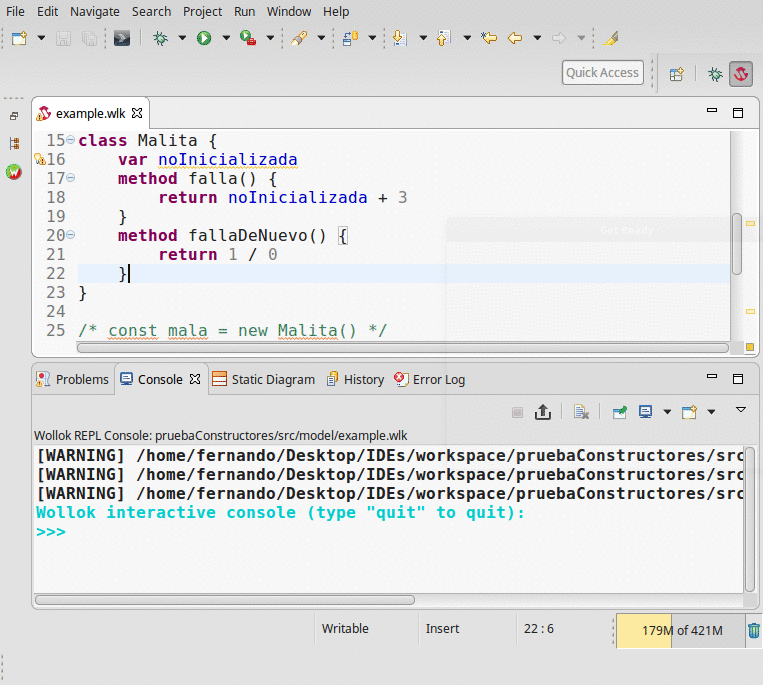 File Edit Navigate Search Project Run Window Help
Quick Access
example.wlk
15 class Malita {
16 var noInicializada
17 method falla() {
18 return noInicializada + 3
19 }
20 method fallaDeNuevo() {
21 return 1 / 0
22 }
23 }
24
25 /* const mala = new Malita() */
Get Ready
Problems Console Static Diagram History Error Log
Wollok REPL Console: pruebaConstructores/src/model/example.wlk
[WARNING] /home/fernando/Desktop/IDEs/workspace/pruebaConstructores/src
[WARNING] /home/fernando/Desktop/IDEs/workspace/pruebaConstructores/src
[WARNING] /home/fernando/Desktop/IDEs/workspace/pruebaConstructores/src
Wollok interactive console (type "quit" to quit):
>>>
Writable Insert 22 : 6 179M of 421M